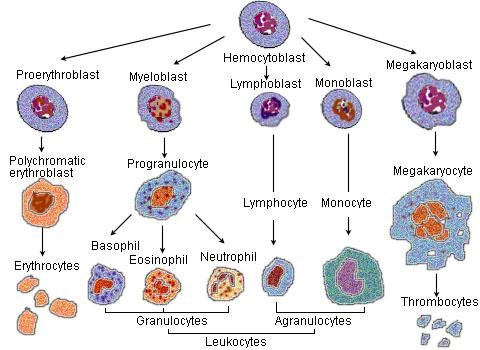 Hemocytoblast
Proerythroblast
Myeloblast
Lymphoblast
Monoblast
Megakaryoblast
Polychromatic
erythroblast
Progranulocyte
Megakaryocyte
Lymphocyte
Monocyte
Basophil
Eosinophil
Neutrophil
Erythrocytes
Thrombocytes
Granulocytes
Agranulocytes
Leukocytes